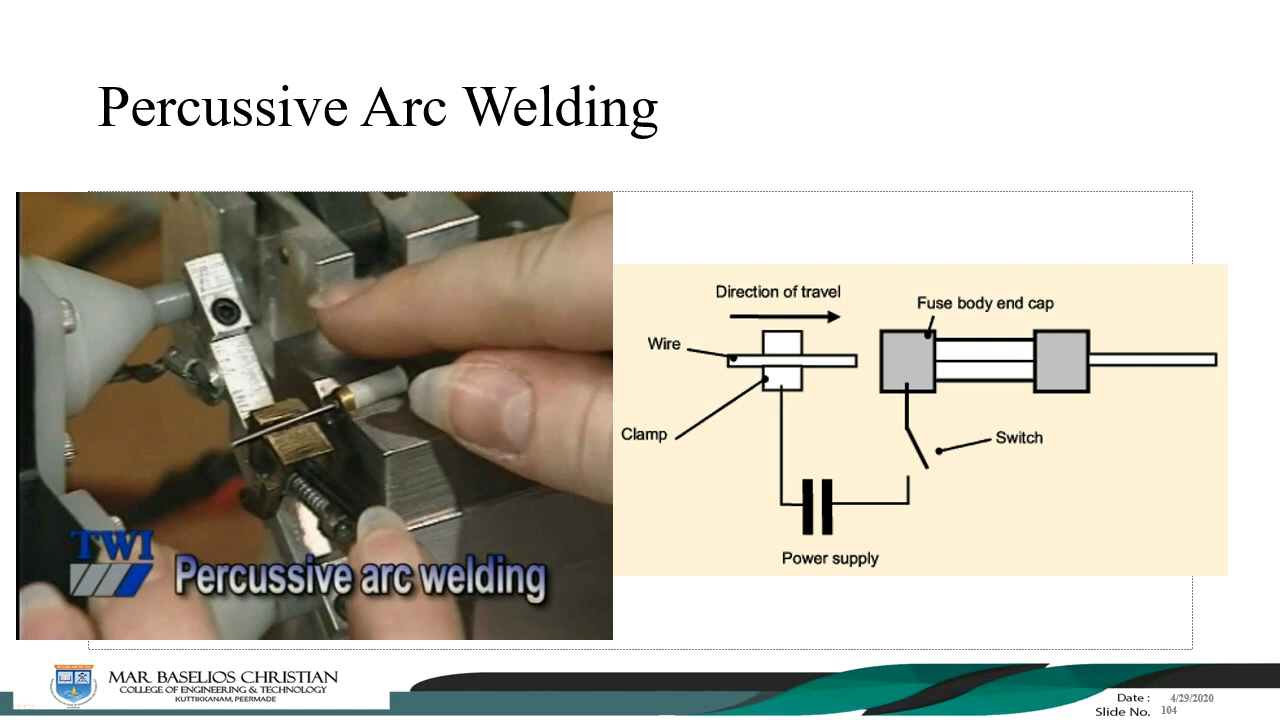 Percussive Arc Welding
TWI
Percussive arc welding
Direction of travel
Fuse body end cap
Wire
Clamp
Switch
Power supply
MAR BASELIOS CHRISTIAN
COLLEGE OF ENGINEERING & TECHNOLOGY
KUTTIKKANAM, PEERMADE
Date : 4/29/2020
Slide No. 104